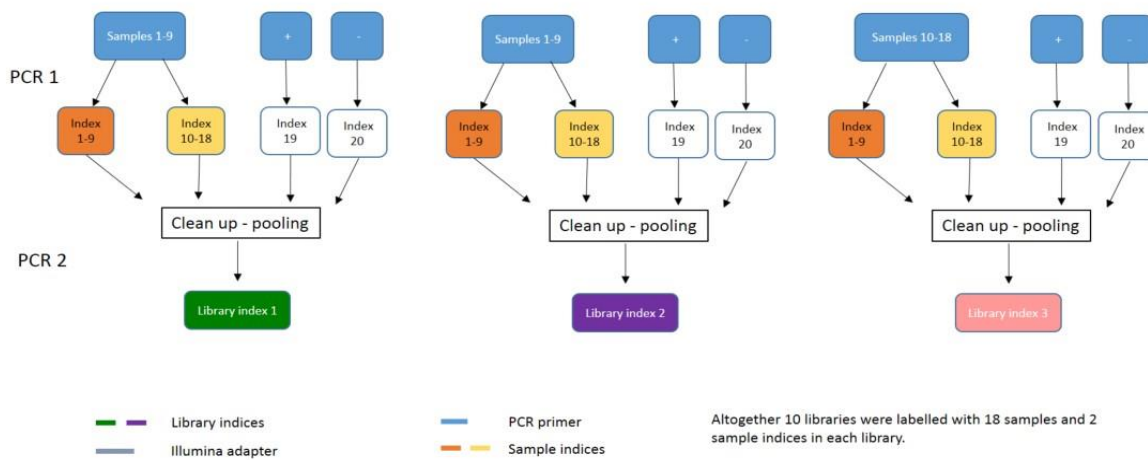 Samples 1-9
+
-
Samples 1-9
+
-
Samples 10-18
+
-
PCR 1
Index
1-9
Index
10-18
Index
19
Index
20
Index
1-9
Index
10-18
Index
19
Index
20
Index
1-9
Index
10-18
Index
19
Index
20
Clean up - pooling
Clean up - pooling
Clean up - pooling
PCR 2
Library index 1
Library index 2
Library index 3
Library indices
Illumina adapter
PCR primer
Sample indices
Altogether 10 libraries were labelled with 18 samples and 2
sample indices in each library.